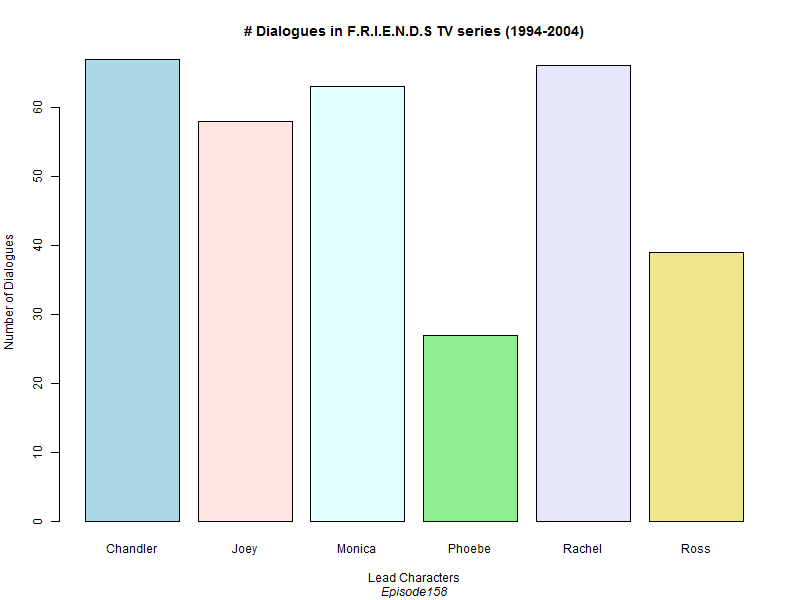 # Dialogues in F.R.I.E.N.D.S TV series (1994-2004)
Number of Dialogues
60
50
40
30
20
10
0
Chandler Joey Monica Phoebe Rachel Ross
Lead Characters
Episode158